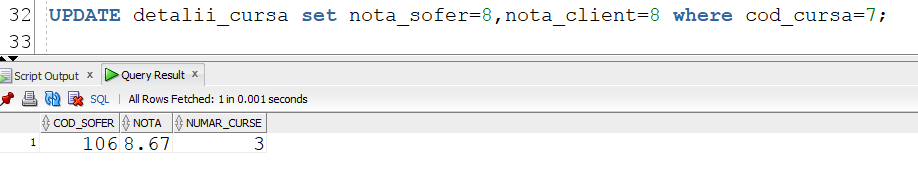 32 UPDATE detalii_cursa set nota_sofer=8,nota_client=8 where cod_cursa=7;
33
Script Output x Query Result x
SQL | All Rows Fetched: 1 in 0.001 seconds
COD_SOFER NOTA NUMAR_CURSE
1 106 8.67 3